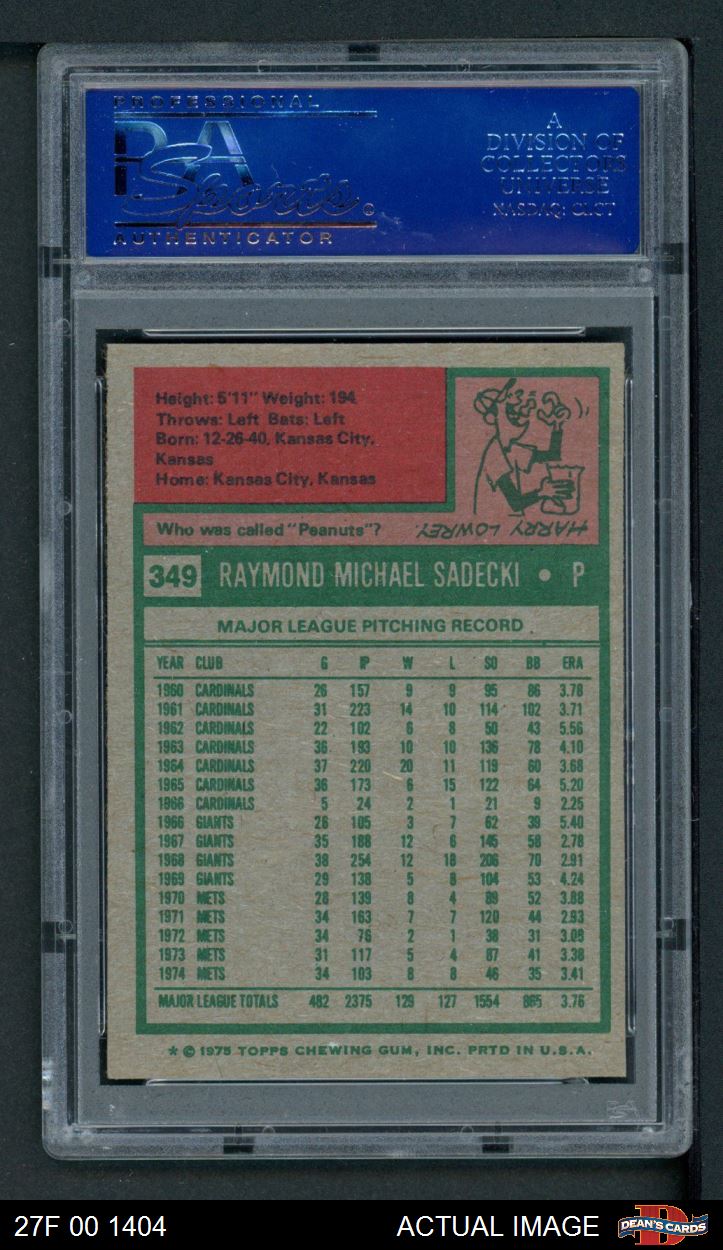 PROFESSIONAL
PSA
Sports
AUTHENTICATOR
A
DIVISION OF
COLLECTORS
UNIVERSE
NASDAQ: CLCT
Height: 5'11" Weight: 194
Throws: Left Bats: Left
Born: 12-26-40, Kansas City,
Kansas
Home: Kansas City, Kansas
Who was called "Peanuts"?
HARRY LOWREY.
349 RAYMOND MICHAEL SADECKI • P
MAJOR LEAGUE PITCHING RECORD
YEAR CLUB G IP W L SO BB ERA
1960 CARDINALS 26 157 9 9 95 86 3.78
1961 CARDINALS 31 223 14 10 114 102 3.71
1962 CARDINALS 22 102 6 8 50 43 5.56
1963 CARDINALS 36 193 10 10 136 78 4.10
1964 CARDINALS 37 220 20 11 119 60 3.68
1965 CARDINALS 36 173 6 15 122 64 5.20
1966 CARDINALS 5 24 2 1 21 9 2.25
1966 GIANTS 26 105 3 7 62 39 5.40
1967 GIANTS 35 188 12 6 145 58 2.78
1968 GIANTS 38 254 12 18 206 70 2.91
1969 GIANTS 29 138 5 8 104 53 4.24
1970 METS 28 139 8 4 89 52 3.88
1971 METS 34 163 7 7 120 44 2.93
1972 METS 34 76 2 1 38 31 3.09
1973 METS 31 117 5 4 87 41 3.38
1974 METS 34 103 8 8 46 35 3.41
MAJOR LEAGUE TOTALS 482 2375 129 127 1554 865 3.76
* © 1975 TOPPS CHEWING GUM, INC. PRTD IN U.S.A.
27F 00 1404
ACTUAL IMAGE
DEAN'S CARDS